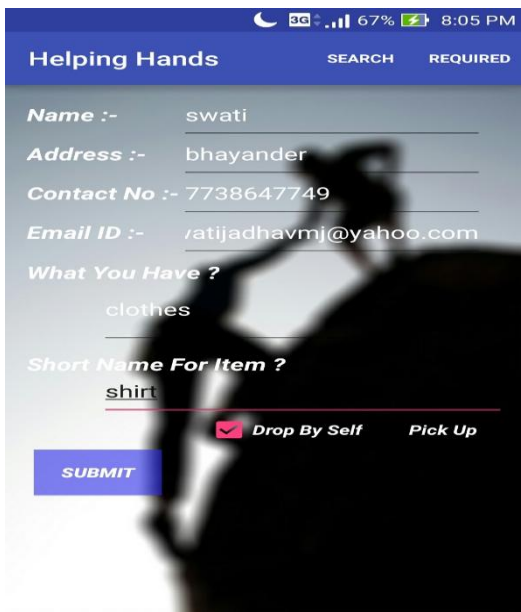 3G 67% 8:05 PM
Helping Hands SEARCH REQUIRED
Name :- swati
Address :- bhayander
Contact No :- 7738647749
Email ID :- vatijadhavmj@yahoo.com
What You Have ?
clothes
Short Name For Item ?
shirt
Drop By Self Pick Up
SUBMIT